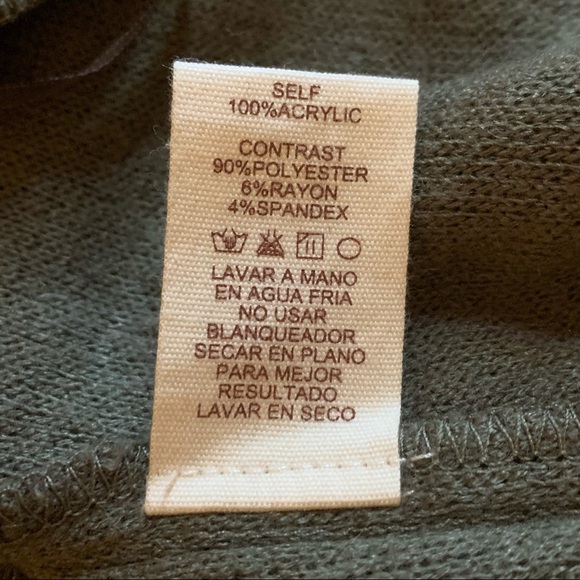 SELF
100%ACRYLIC
CONTRAST
90%POLYESTER
6%RAYON
4%SPANDEX
LAVAR A MANO
EN AGUA FRIA
NO USAR
BLANQUEADOR
SECAR EN PLANO
PARA MEJOR
RESULTADO
LAVAR EN SECO